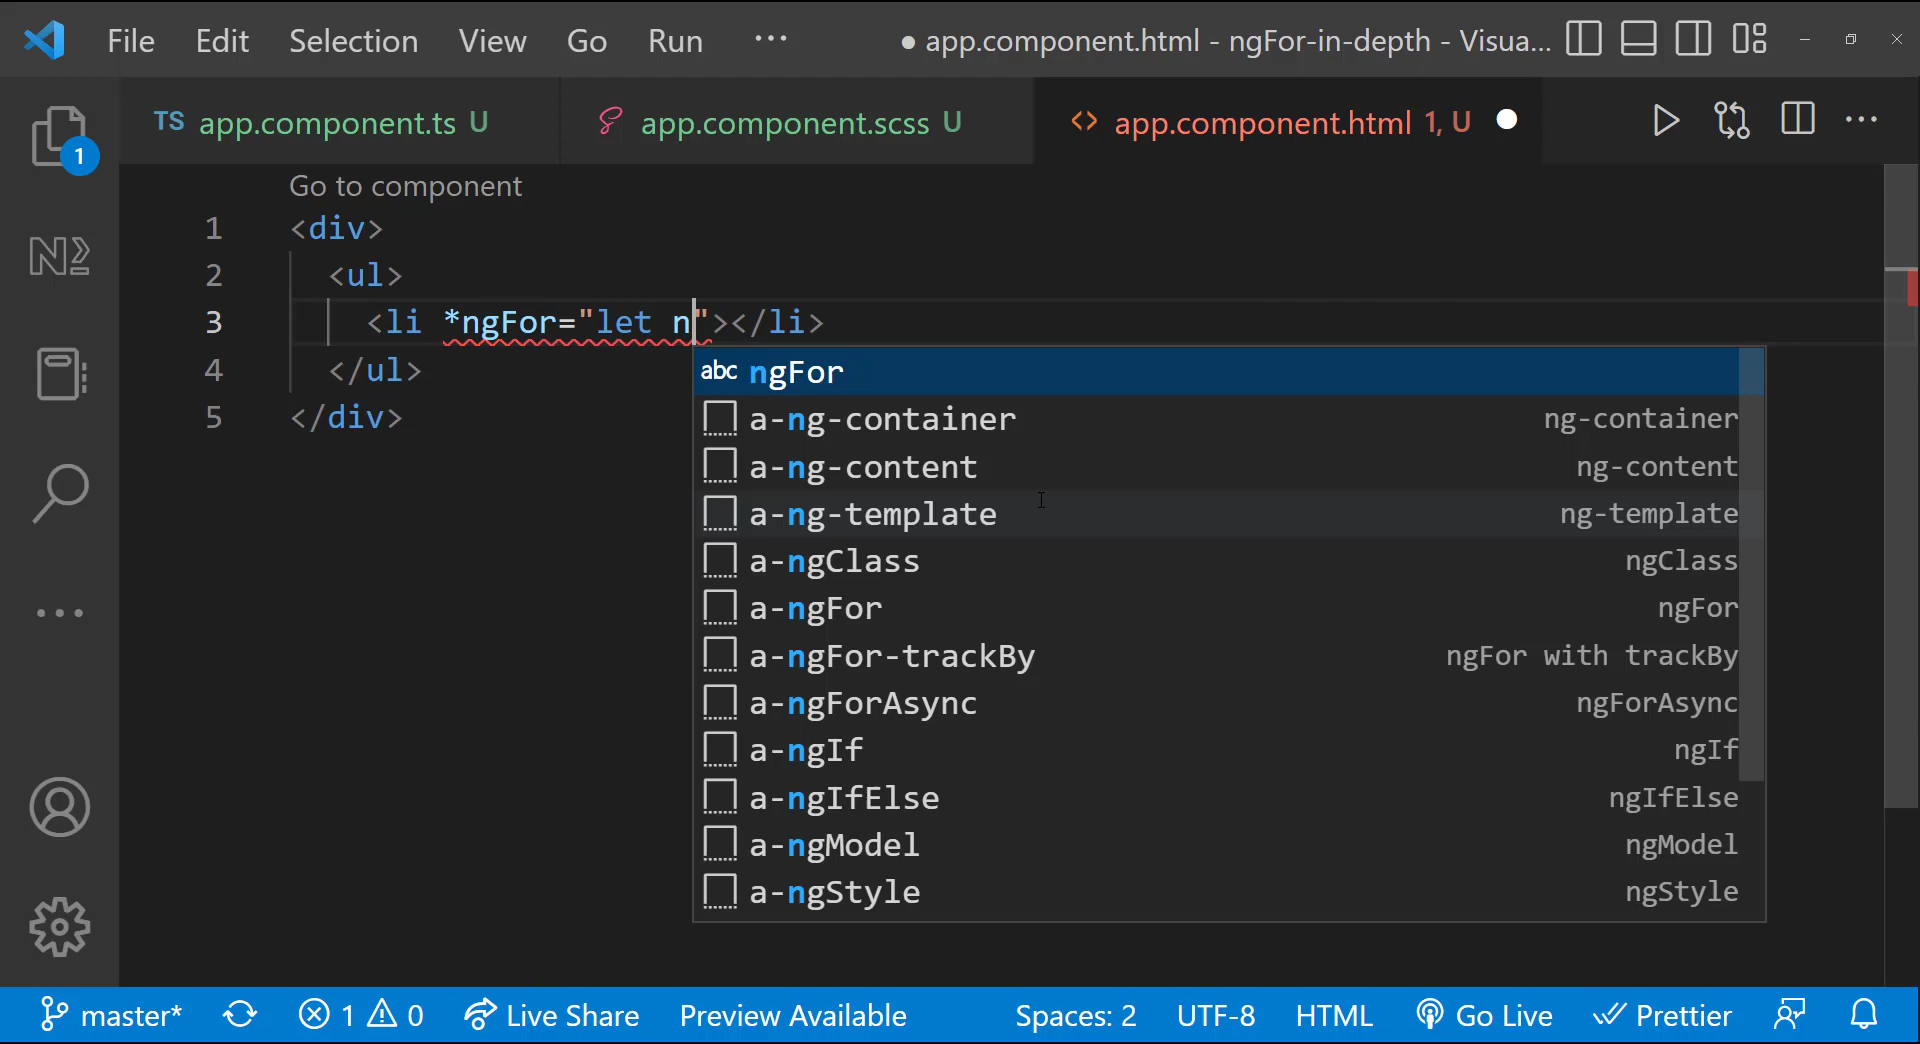 File Edit Selection View Go Run ··· ● app.component.html - ngFor-in-depth - Visua...
TS app.component.ts U app.component.scss U <> app.component.html 1, U ●
1
Go to component
1 <div>
2 <ul>
3 <li *ngFor="let n"></li>
4 </ul>
5 </div>
abc ngFor
a-ng-container ng-container
a-ng-content ng-content
a-ng-template ng-template
a-ngClass ngClass
a-ngFor ngFor
a-ngFor-trackBy ngFor with trackBy
a-ngForAsync ngForAsync
a-ngIf ngIf
a-ngIfElse ngIfElse
a-ngModel ngModel
a-ngStyle ngStyle
master* 1 0 Live Share Preview Available Spaces: 2 UTF-8 HTML Go Live Prettier